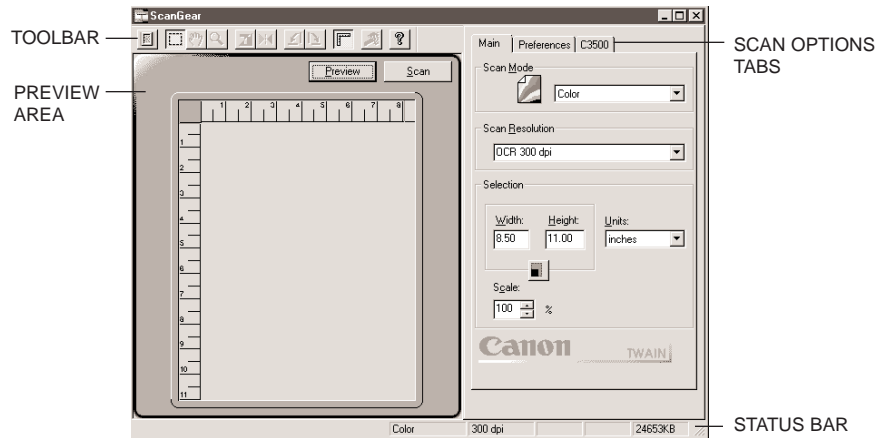 ScanGear
TOOLBAR
SCAN OPTIONS
TABS
PREVIEW
AREA
Preview
Scan
1 2 3 4 5 6 7 8
1
2
3
4
5
6
7
8
9
10
11
Main Preferences C3500
Scan Mode
Color
Scan Resolution
OCR 300 dpi
Selection
Width: Height: Units:
8.50 11.00 inches
Scale:
100 %
Canon TWAIN
Color 300 dpi 24653KB
STATUS BAR